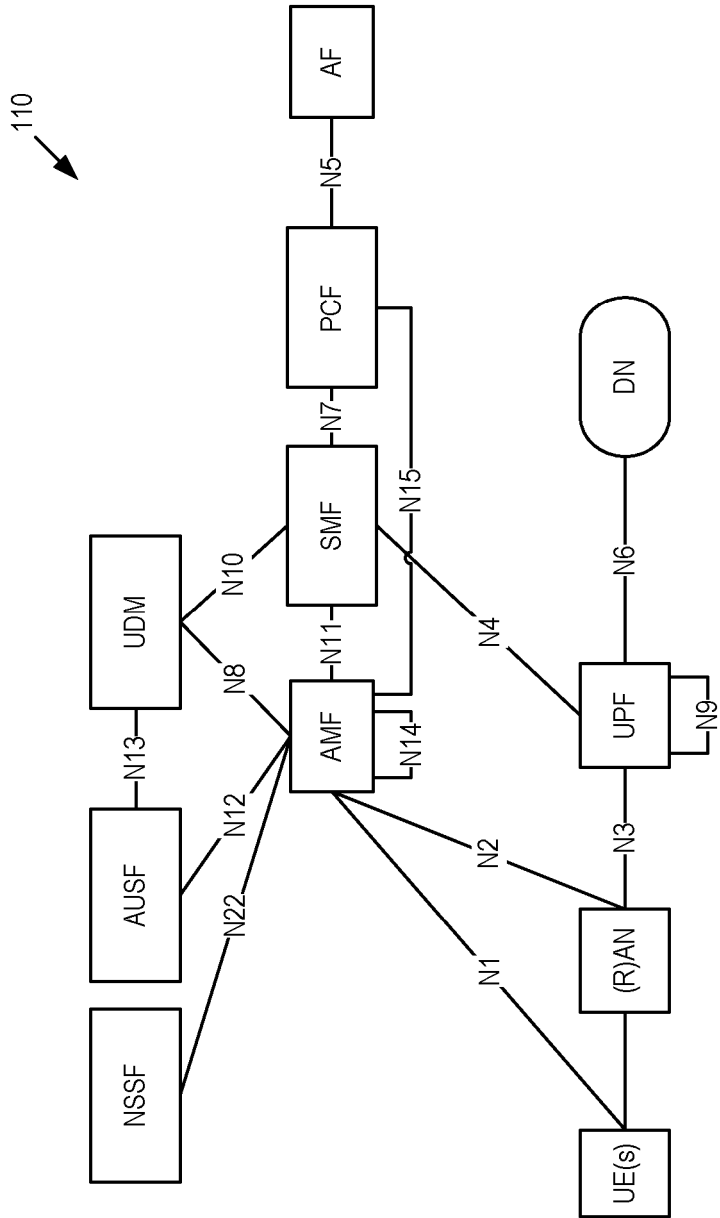 110
NSSF
AUSF
N13
UDM
N22
N12
N8
N10
AMF
N11
SMF
N7
PCF
N5
AF
N14
N15
N1
N2
N4
UE(s)
(R)AN
N3
UPF
N6
DN
N9